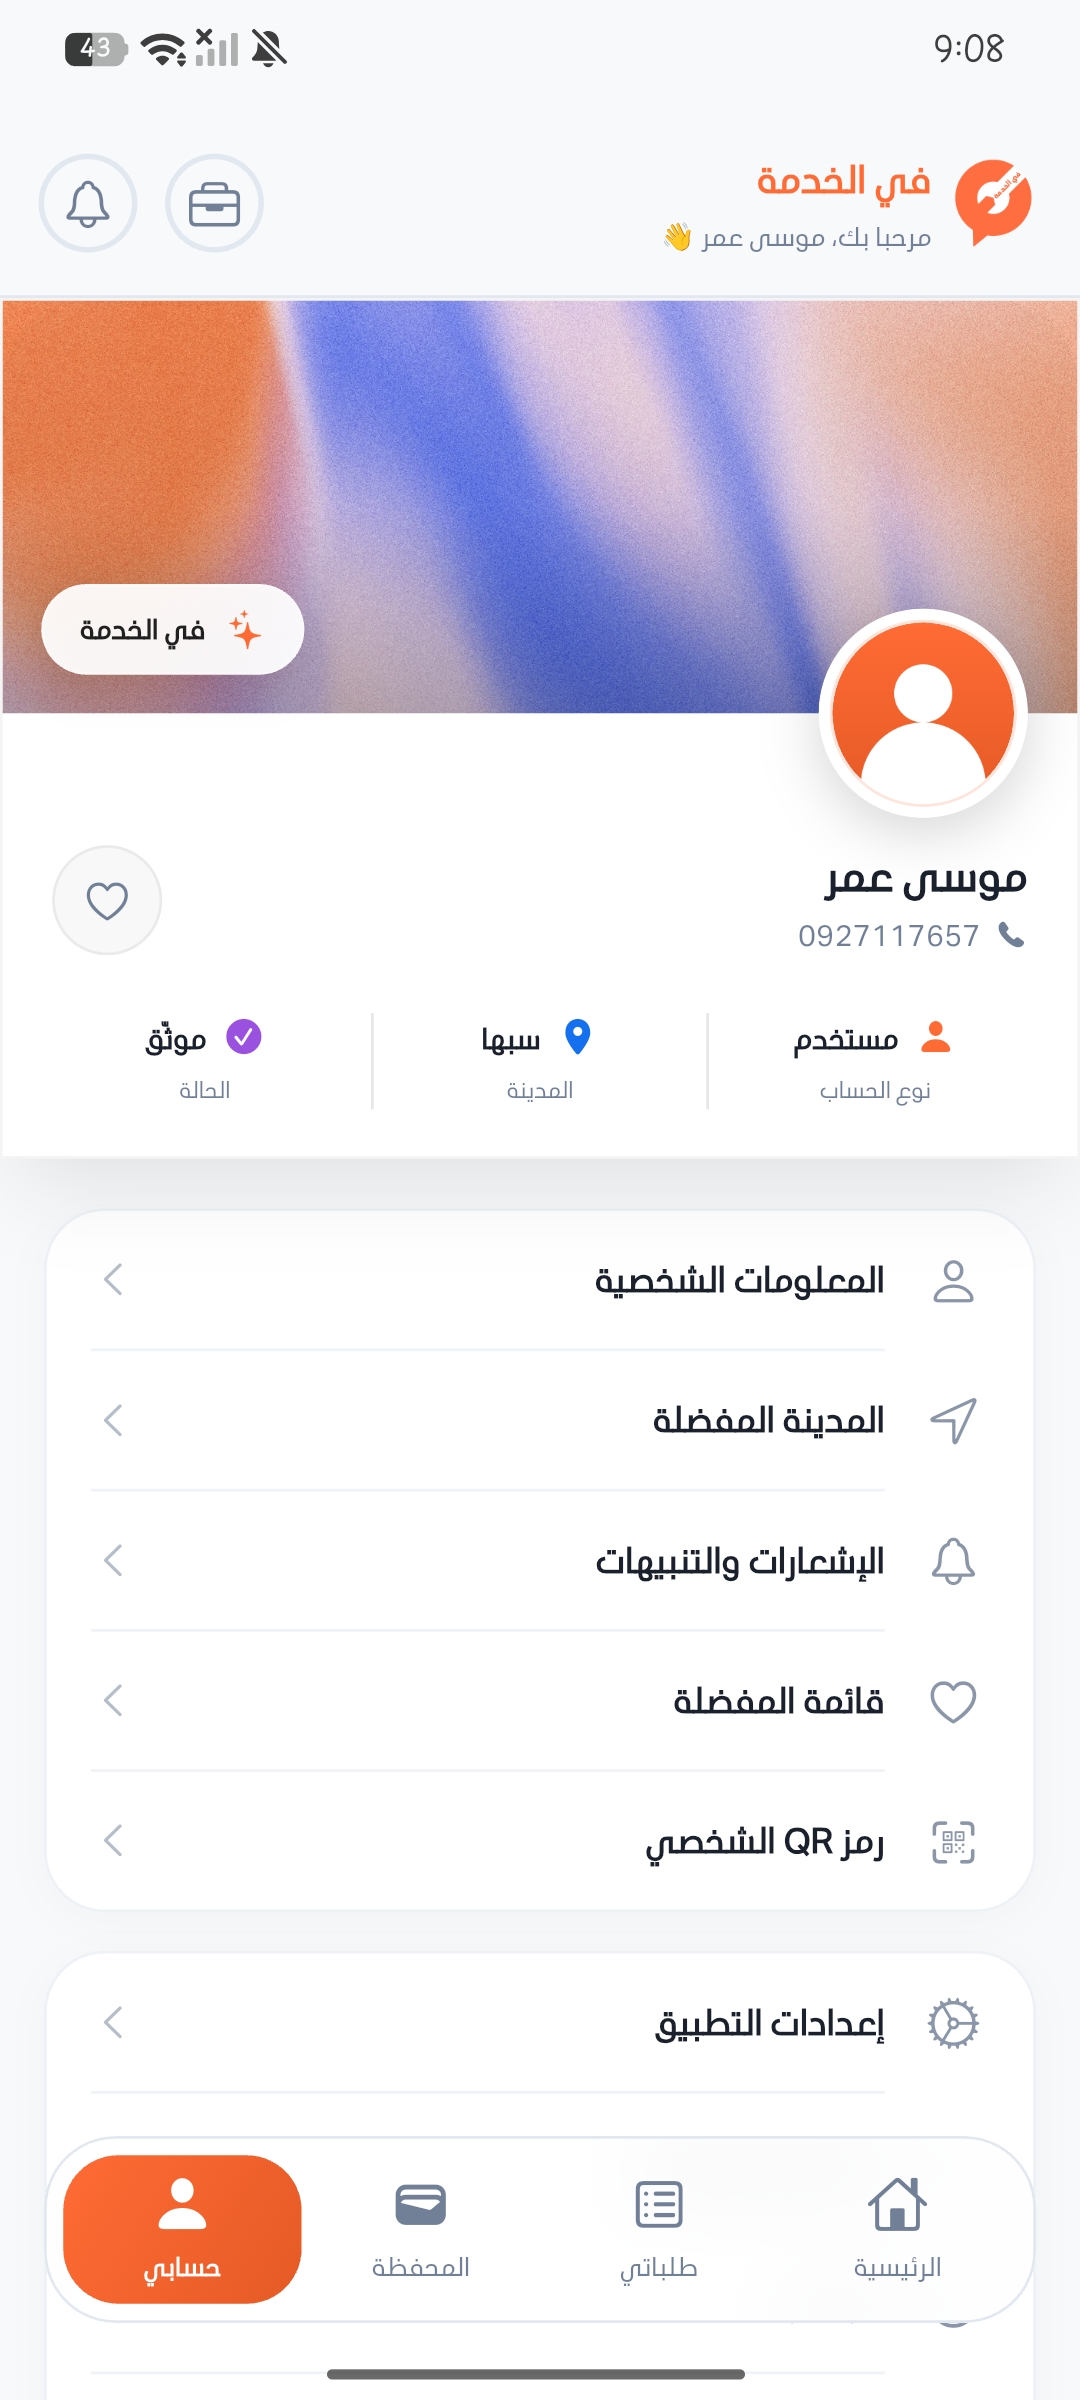 9:08
43
في الخدمة
مرحبا بك، موسى عمر 👋
في الخدمة
موسى عمر
0927117657
مستخدم
نوع الحساب
سبها
المدينة
موثّق
الحالة
المعلومات الشخصية
المدينة المفضلة
الإشعارات والتنبيهات
قائمة المفضلة
رمز QR الشخصي
إعدادات التطبيق
الرئيسية
طلباتي
المحفظة
حسابي